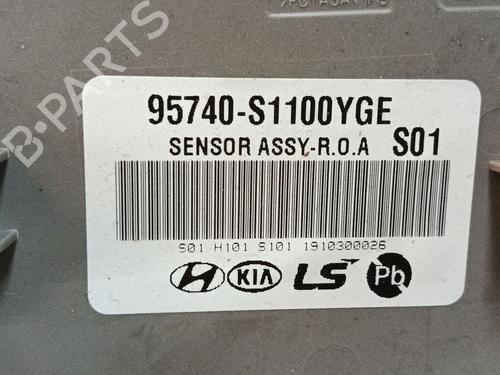 95740-S1100YGE
SENSOR ASSY-R.O.A S01
S01 H101 S101 1910300026
KIA LS Pb
B-PARTS